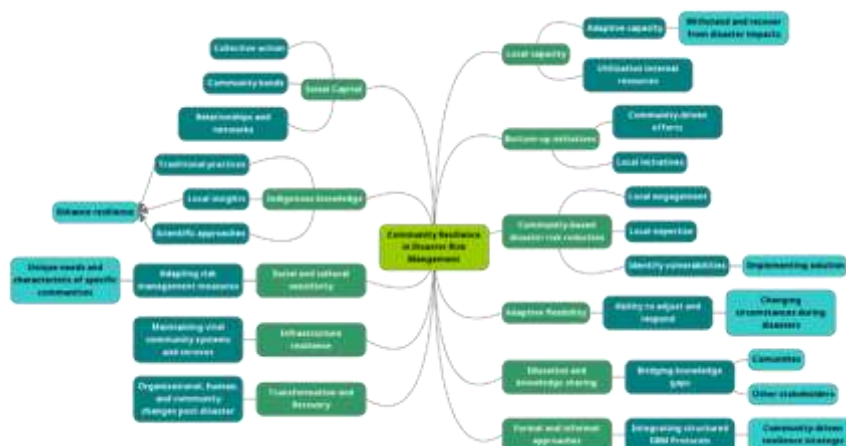 Collective action
Community bonds
Relationships and
networks
Social Capital
Traditional practices
Local insights
Scientific approaches
Indigenous knowledge
Enhance resilience
Unique needs and
characteristic of specific
communities
Adapting risk
management measures
Social and cultural
sensitivity
Maintaining vital
community systems
and services
Infrastructure
resilience
Organizational, human
and community
changes post disaster
Transformation and
Recovery
Community Resilience
in Disaster Risk
Mangement
Local capacity
Adaptive capacity
Withstand and recover
from disaster impacts
Utilization internal
resources
Bottom-up initiatives
Community-driven
efforts
Local initiatives
Community-based
disaster risk reduction
Local engagement
Local expertise
Identify vulnerabilities
Implementing solution
Adaptive flexibility
Ability to adjust and
respond
Changing
circumstances during
disasters
Education and
knowledge sharing
Bridging knowledge
gaps
Comunities
Other stakeholders
Formal and informal
approaches
Integrating structured
DRM Protocols
Community-driven
resilience strategies